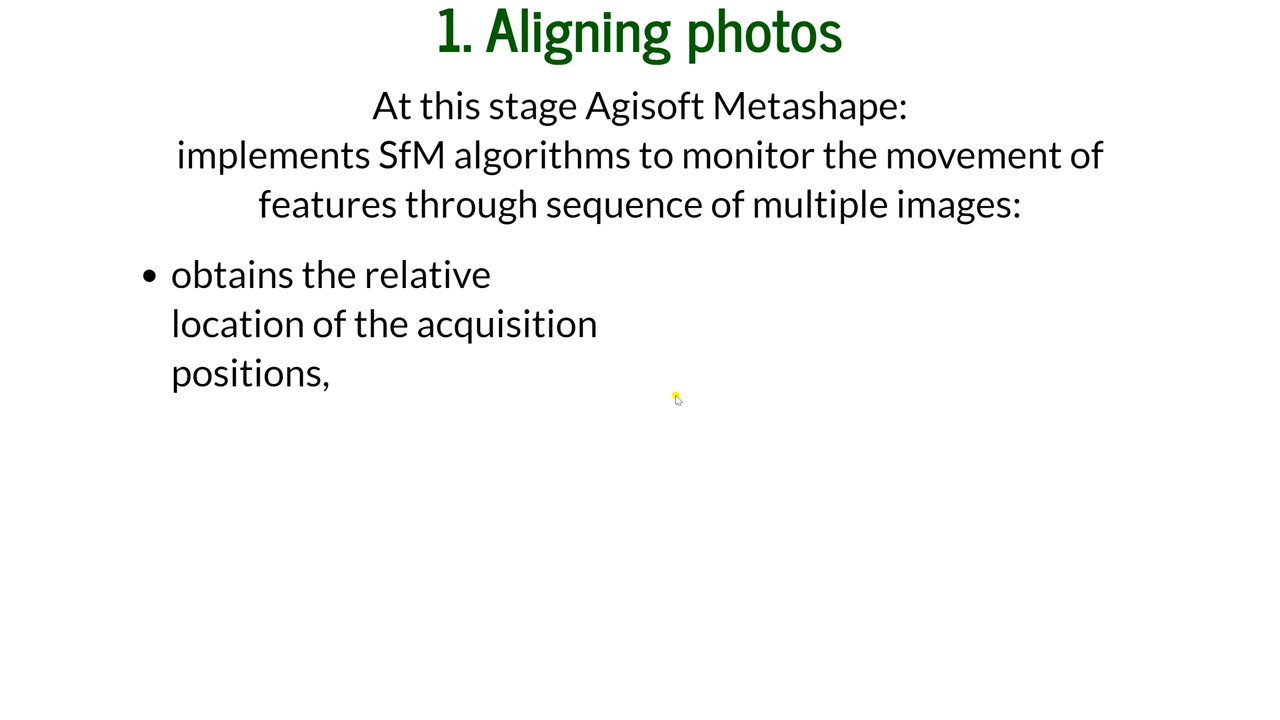 1. Aligning photos
At this stage Agisoft Metashape:
implements SfM algorithms to monitor the movement of
features through sequence of multiple images:
• obtains the relative
location of the acquisition
positions,